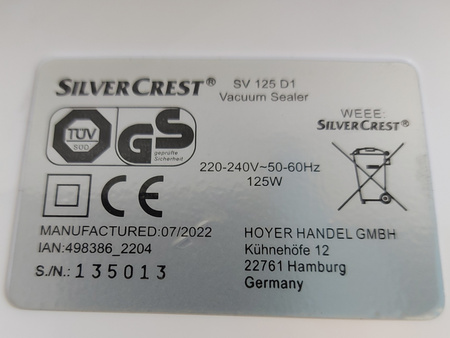 SILVERCREST® SV 125 D1
Vacuum Sealer
TÜV
SÜD
GS
geprüfte
Sicherheit
WEEE:
SILVERCREST®
220-240V~50-60Hz
125W
CE
MANUFACTURED:07/2022
IAN:498386_2204
S./N.: 135013
HOYER HANDEL GMBH
Kühnehöfe 12
22761 Hamburg
Germany